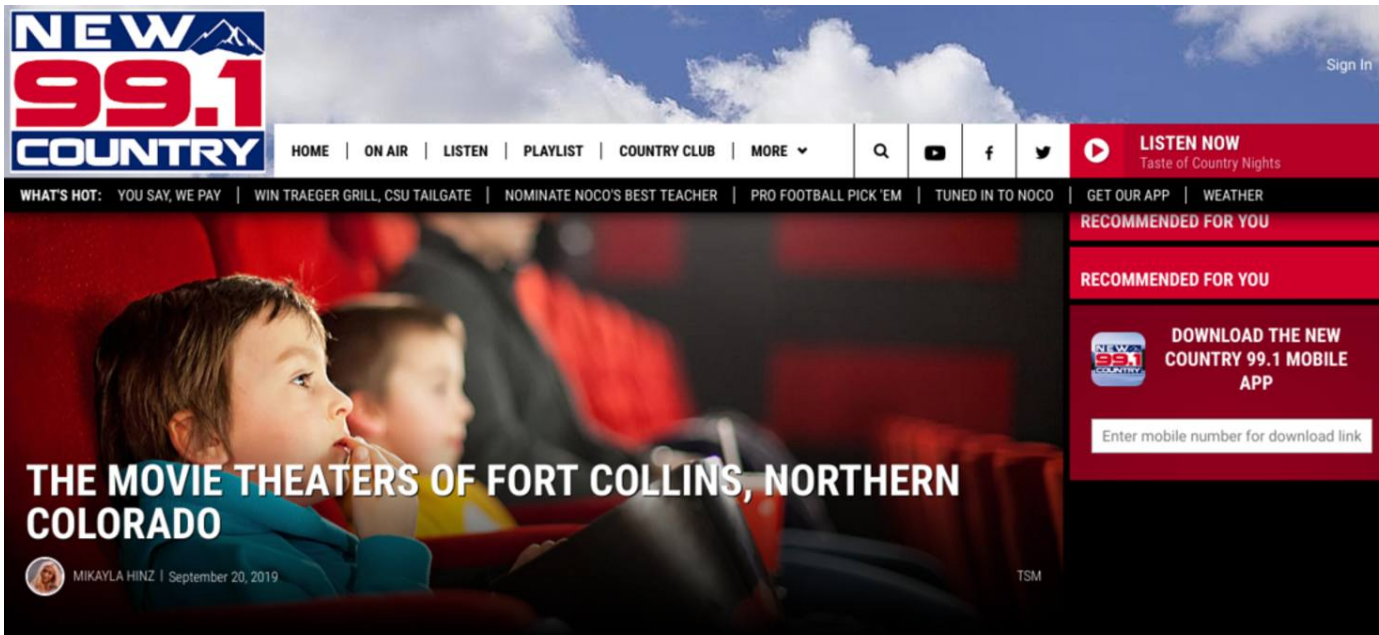 NEW
99.1
COUNTRY
Sign In
HOME | ON AIR | LISTEN | PLAYLIST | COUNTRY CLUB | MORE
LISTEN NOW
Taste of Country Nights
WHAT'S HOT: YOU SAY, WE PAY | WIN TRAEGER GRILL, CSU TAILGATE | NOMINATE NOCO'S BEST TEACHER | PRO FOOTBALL PICK 'EM | TUNED IN TO NOCO | GET OUR APP | WEATHER
RECOMMENDED FOR YOU
RECOMMENDED FOR YOU
NEW
99.1
COUNTRY
DOWNLOAD THE NEW
COUNTRY 99.1 MOBILE
APP
Enter mobile number for download link
THE MOVIE THEATERS OF FORT COLLINS, NORTHERN
COLORADO
MIKAYLA HINZ | September 20, 2019
TSM